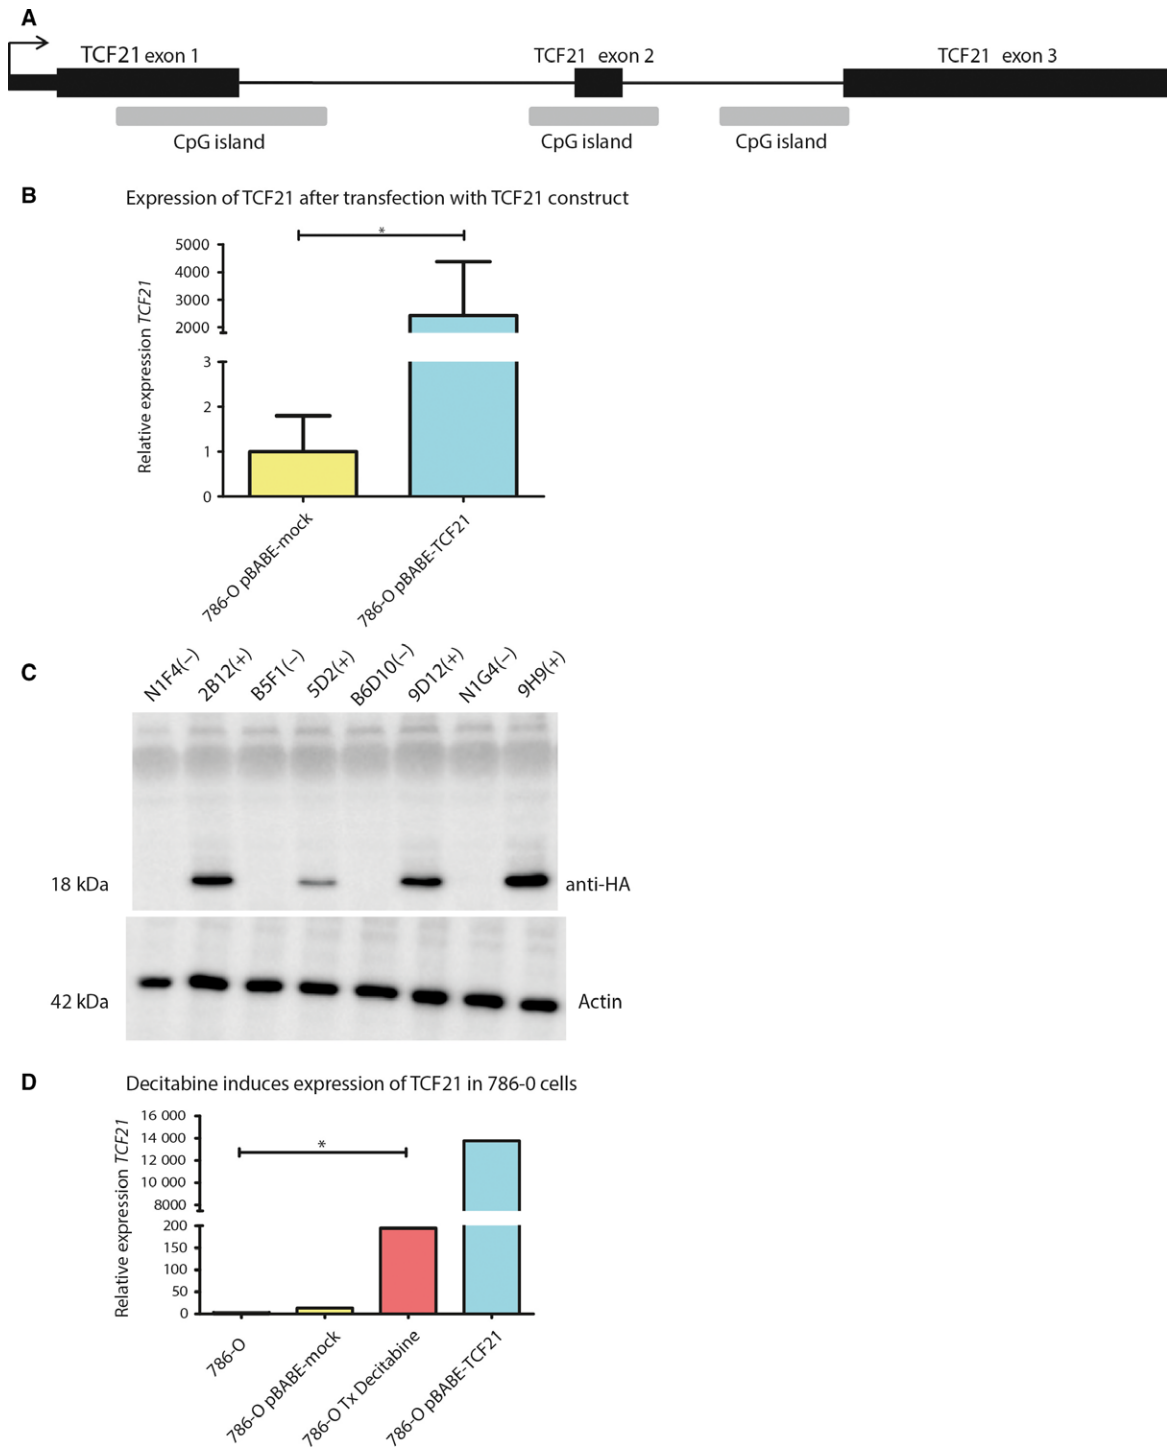 A
TCF21 exon 1
TCF21 exon 2
TCF21 exon 3
CpG island
CpG island
CpG island
B
Expression of TCF21 after transfection with TCF21 construct
*
Relative expression TCF21
5000
4000
3000
2000
3
2
1
0
786-O pBABE-mock
786-O pBABE-TCF21
C
N1F4(−)
2B12(+)
B5F1(−)
5D2(+)
B6D10(−)
9D12(+)
N1G4(−)
9H9(+)
18 kDa
anti-HA
42 kDa
Actin
D
Decitabine induces expression of TCF21 in 786-0 cells
*
Relative expression TCF21
16 000
14 000
12 000
10 000
8000
200
150
100
50
0
786-O
786-O pBABE-mock
786-O Tx Decitabine
786-O pBABE-TCF21